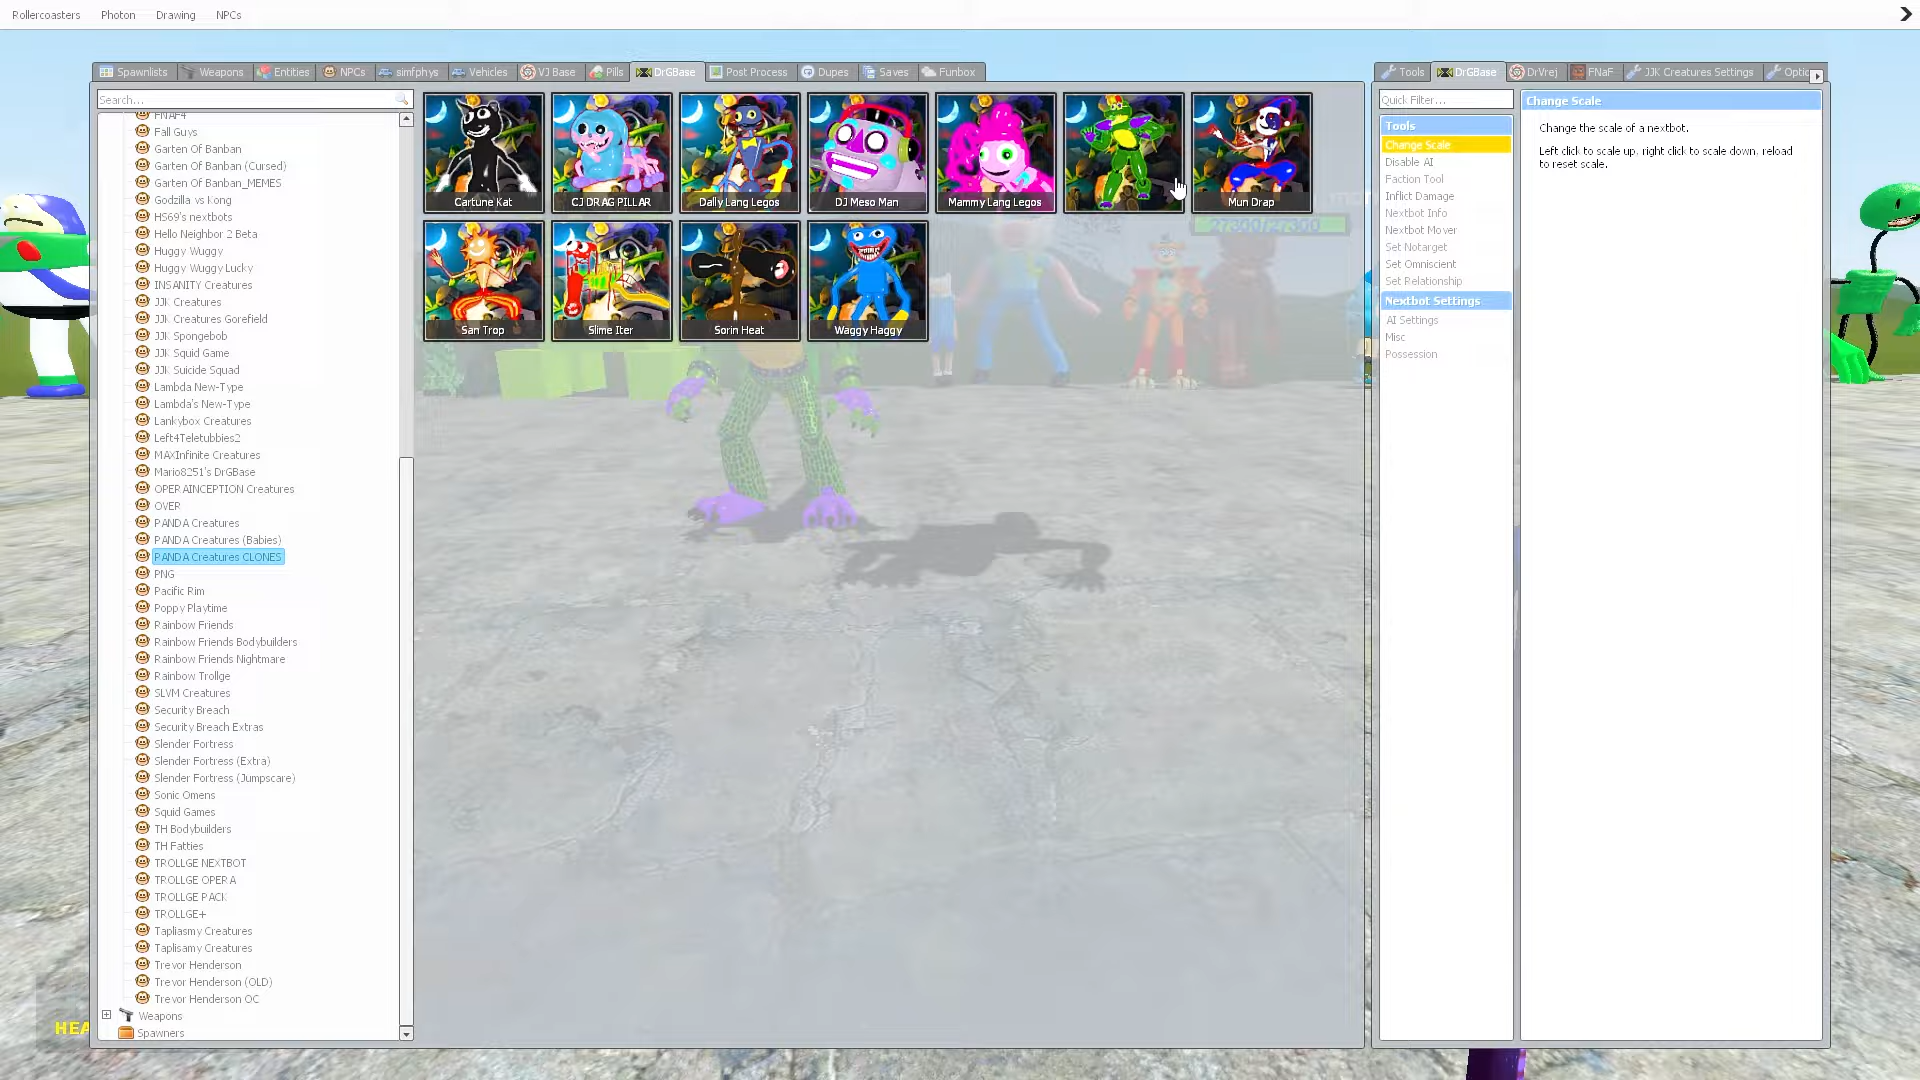 Rollercoasters Photon Drawing NPCs
Spawnlists Weapons Entities NPCs simfphys Vehicles VJ Base Pills DrGBase Post Process Dupes Saves Funbox
Search...
FNAF4
Fall Guys
Garten Of Banban
Garten Of Banban (Cursed)
Garten Of Banban_MEMES
Godzilla vs Kong
HS69's nextbots
Hello Neighbor 2 Beta
Huggy Wuggy
Huggy Wuggy Lucky
INSANITY Creatures
JJK Creatures
JJK Creatures Gorefield
JJK Spongebob
JJK Squid Game
JJK Suicide Squad
Lambda New-Type
Lambda's New-Type
Lankybox Creatures
Left4Teletubbies2
MAXInfinite Creatures
Mario8251's DrGBase
OPERAINCEPTION Creatures
OVER
PANDA Creatures
PANDA Creatures (Babies)
PANDA Creatures CLONES
PNG
Pacific Rim
Poppy Playtime
Rainbow Friends
Rainbow Friends Bodybuilders
Rainbow Friends Nightmare
Rainbow Trollge
SLVM Creatures
Security Breach
Security Breach Extras
Slender Fortress
Slender Fortress (Extra)
Slender Fortress (Jumpscare)
Sonic Omens
Squid Games
TH Bodybuilders
TH Fatties
TROLLGE NEXTBOT
TROLLGE OPERA
TROLLGE PACK
TROLLGE+
Tapliasmy Creatures
Taplisamy Creatures
Trevor Henderson
Trevor Henderson (OLD)
Trevor Henderson OC
Weapons
Spawners
HEA
Cartune Kat CJ DRAG PILLAR Dally Lang Legos DJ Meso Man Mammy Lang Legos Mun Drap
27300/27300
San Trop Slime Iter Sorin Heat Waggy Haggy
Tools DrGBase DrVrej FNaF JJK Creatures Settings Optio
Quick Filter...
Tools
Change Scale
Disable AI
Faction Tool
Inflict Damage
Nextbot Info
Nextbot Mover
Set Notarget
Set Omniscient
Set Relationship
Nextbot Settings
AI Settings
Misc
Possession
Change Scale
Change the scale of a nextbot.
Left click to scale up, right click to scale down, reload
to reset scale.